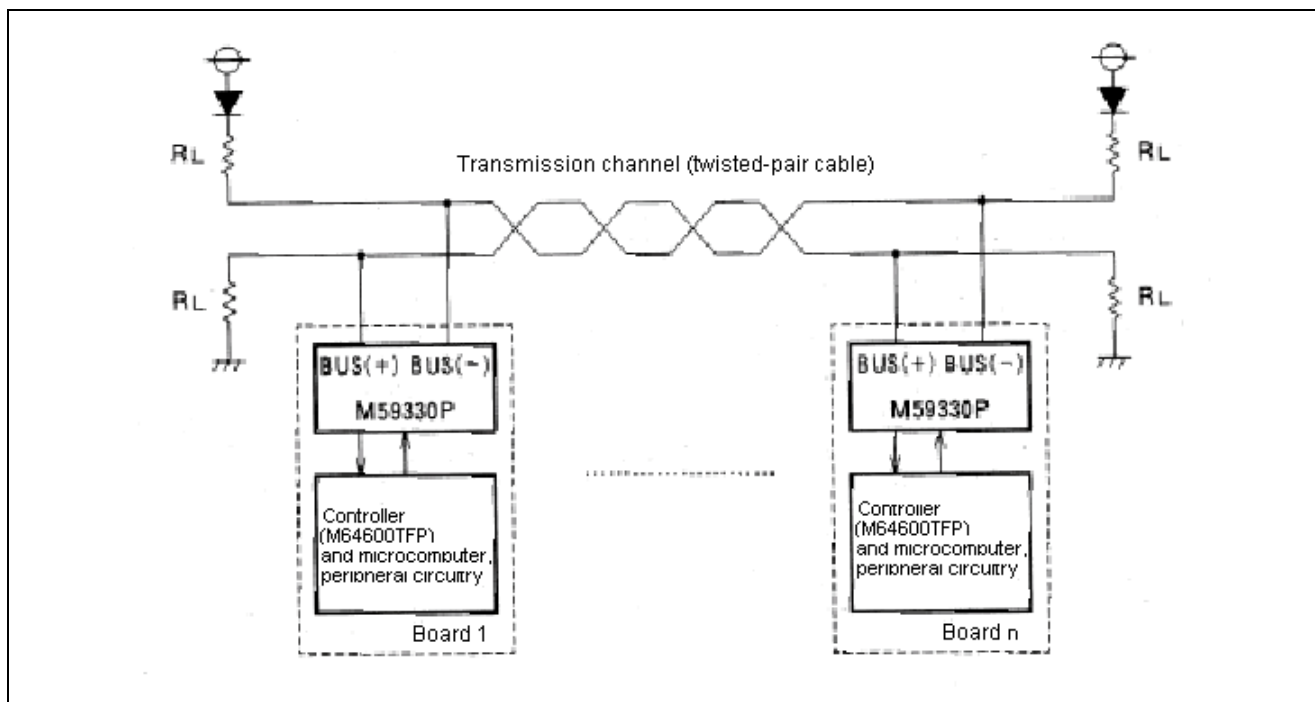 RL
RL
Transmission channel (twisted-pair cable)
RL
RL
BUS(+) BUS(-)
M59330P
Controller
(M64600TFP)
and microcomputer,
peripheral circuitry
Board 1
BUS(+) BUS(-)
M59330P
Controller
(M64600TFP)
and microcomputer,
peripheral circuitry
Board n